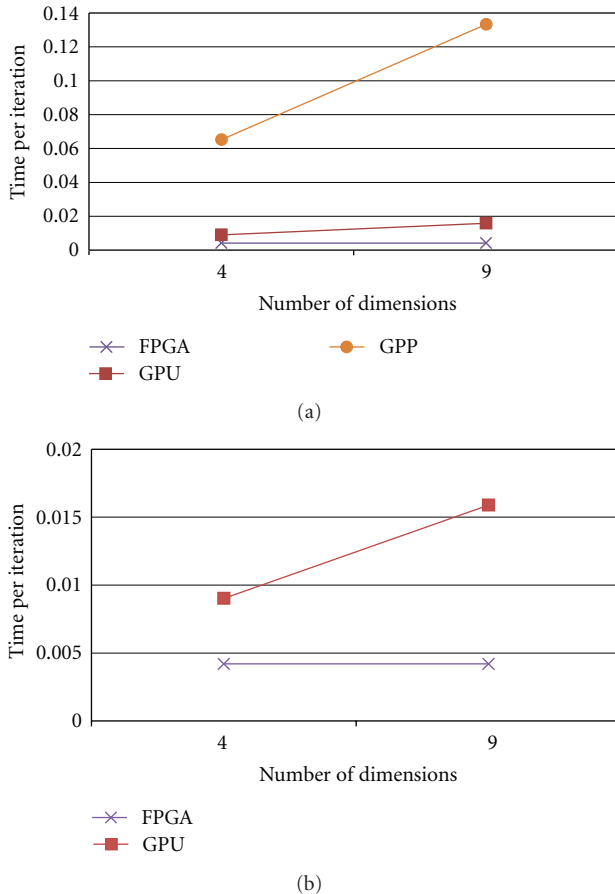 0.14
0.12
0.1
0.08
0.06
0.04
0.02
0
Time per iteration
4 9
Number of dimensions
FPGA GPP
GPU
(a)
0.02
0.015
0.01
0.005
0
Time per iteration
4 9
Number of dimensions
FPGA
GPU
(b)